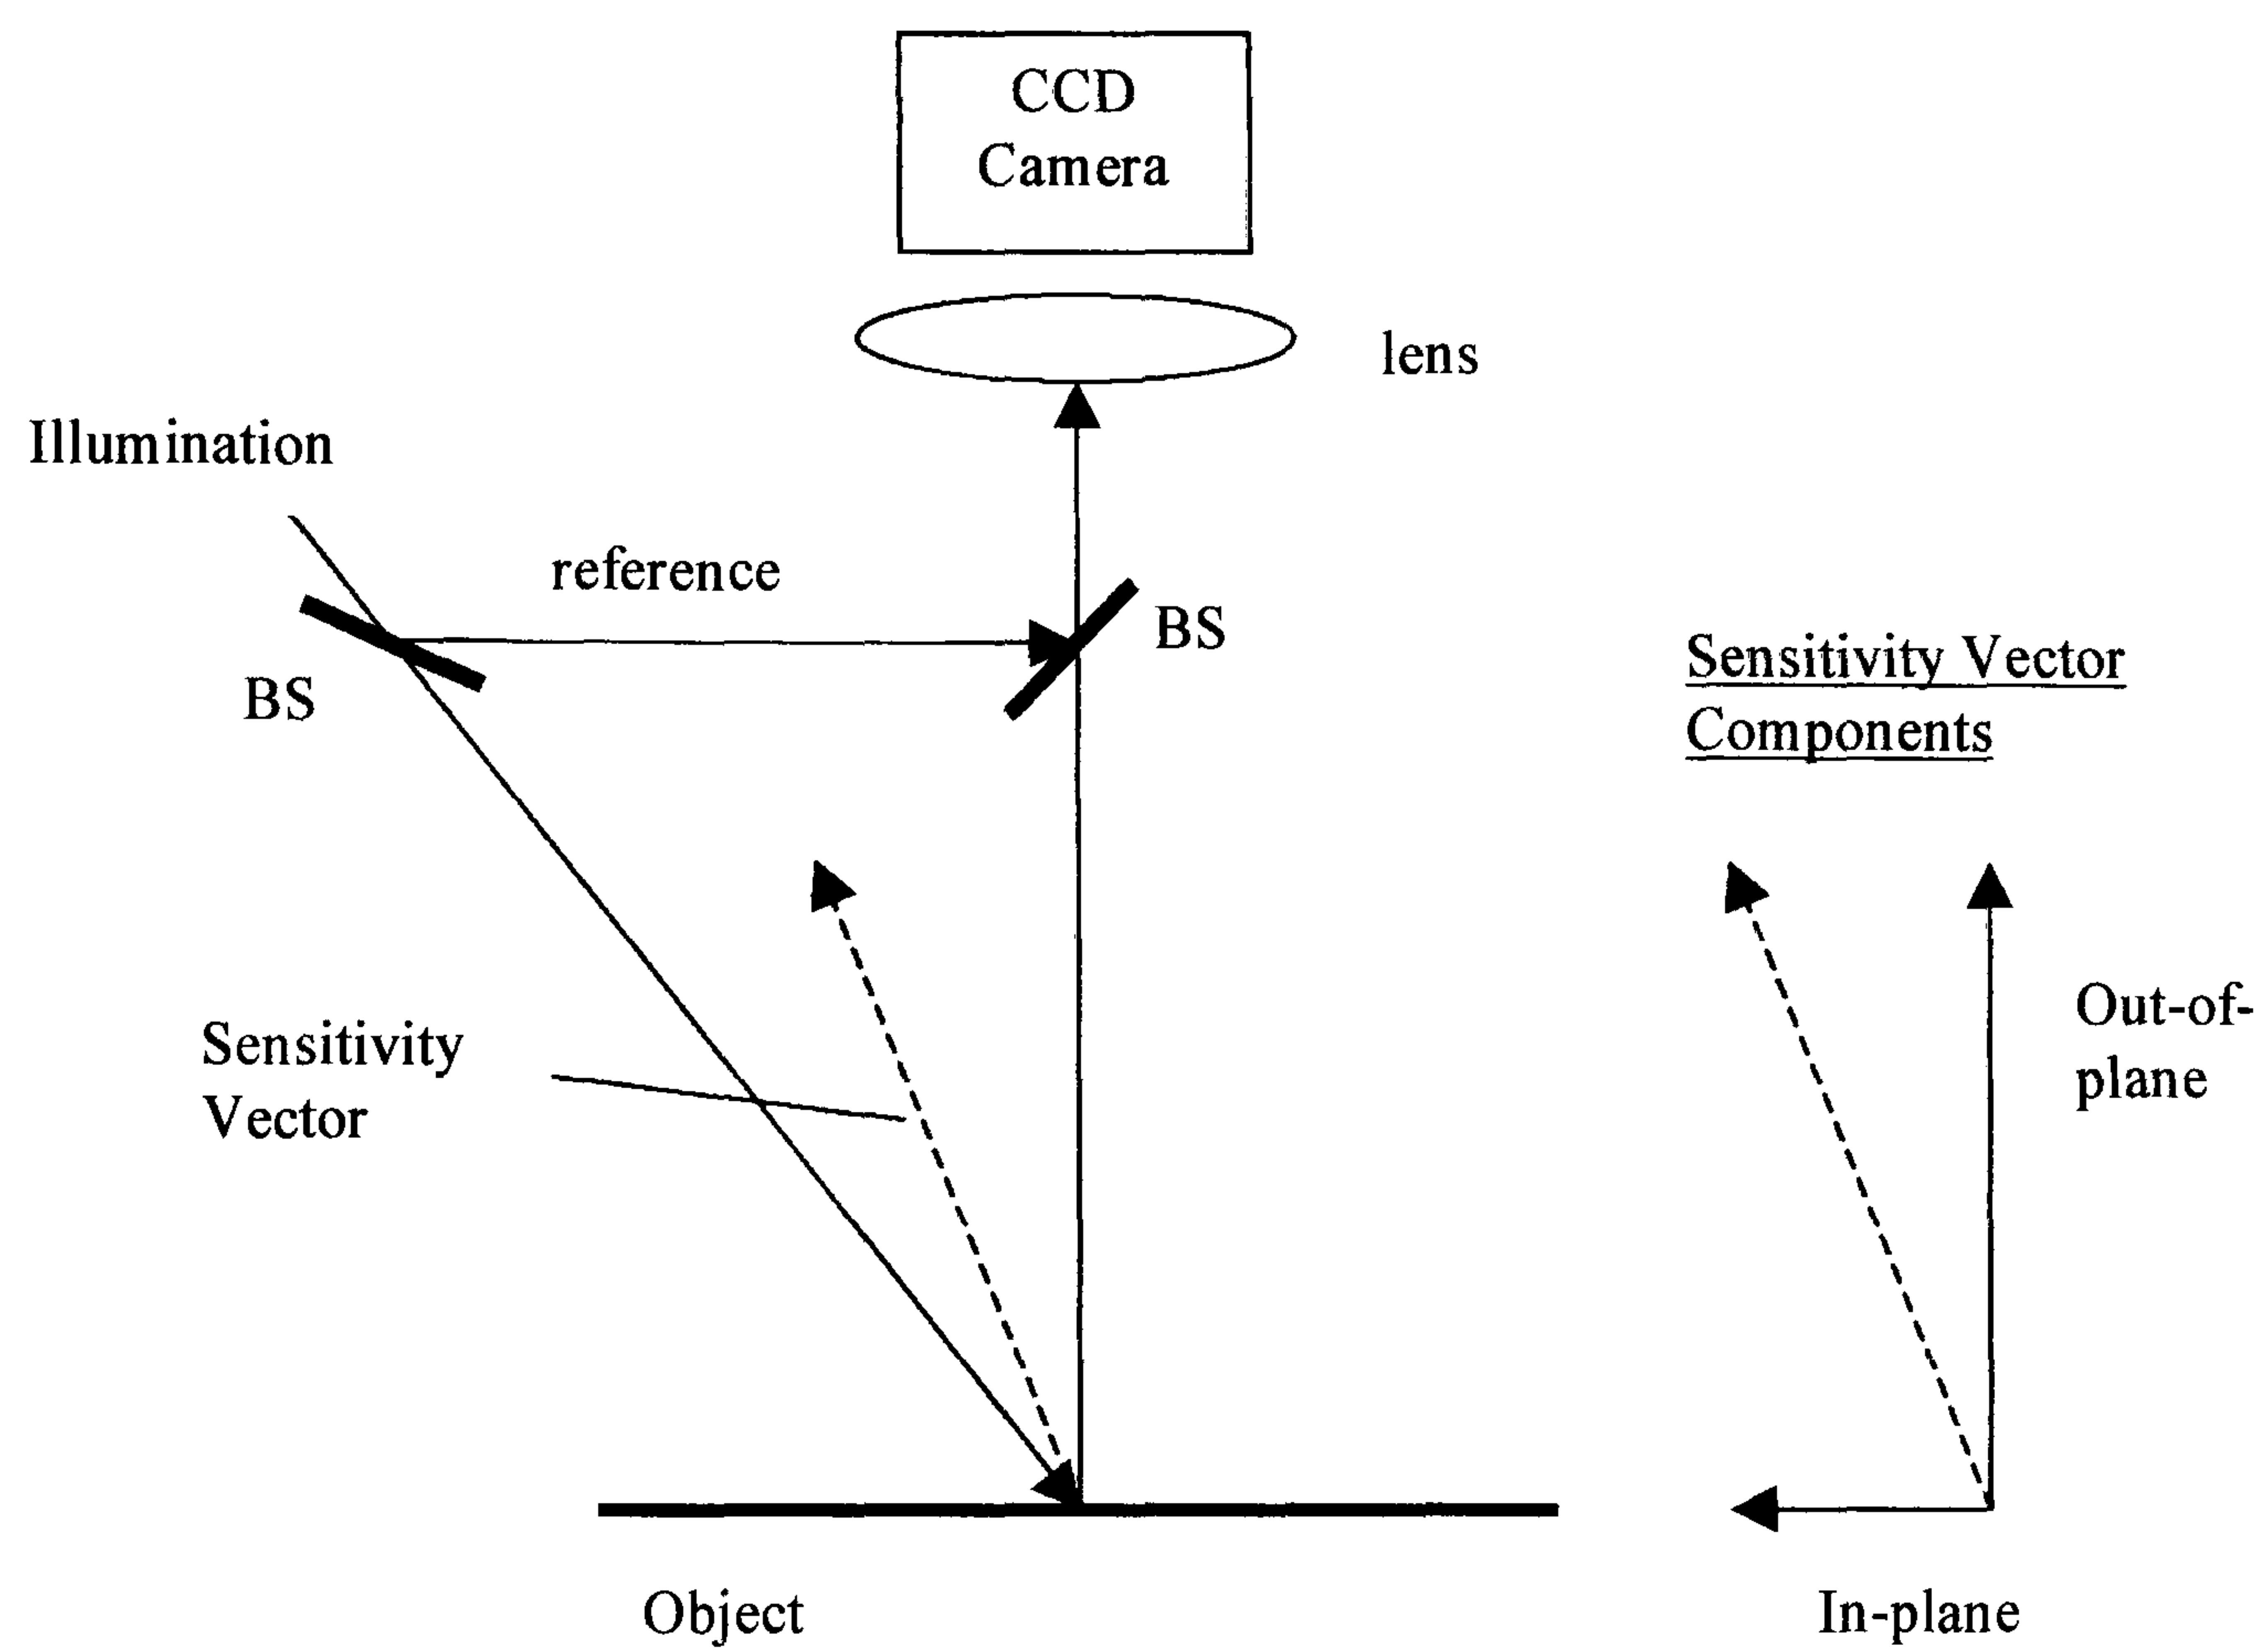 CCD
Camera
lens
Illumination
reference
BS
BS
Sensitivity Vector
Components
Sensitivity
Vector
Out-of-
plane
Object
In-plane